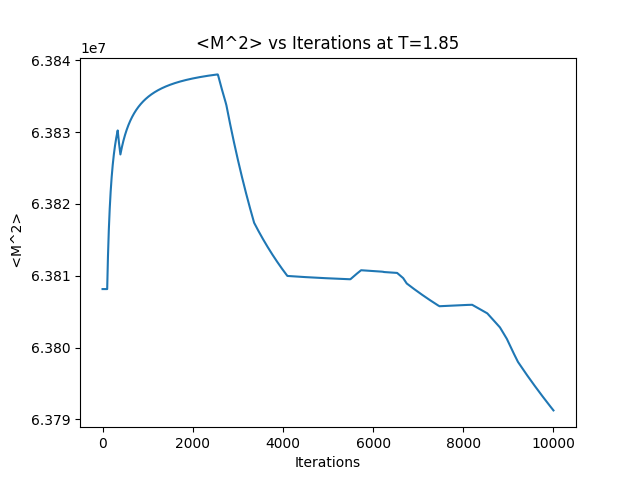 <M^2> vs Iterations at T=1.85
1e7
6.384
6.383
6.382
6.381
6.380
6.379
<M^2>
0 2000 4000 6000 8000 10000
Iterations